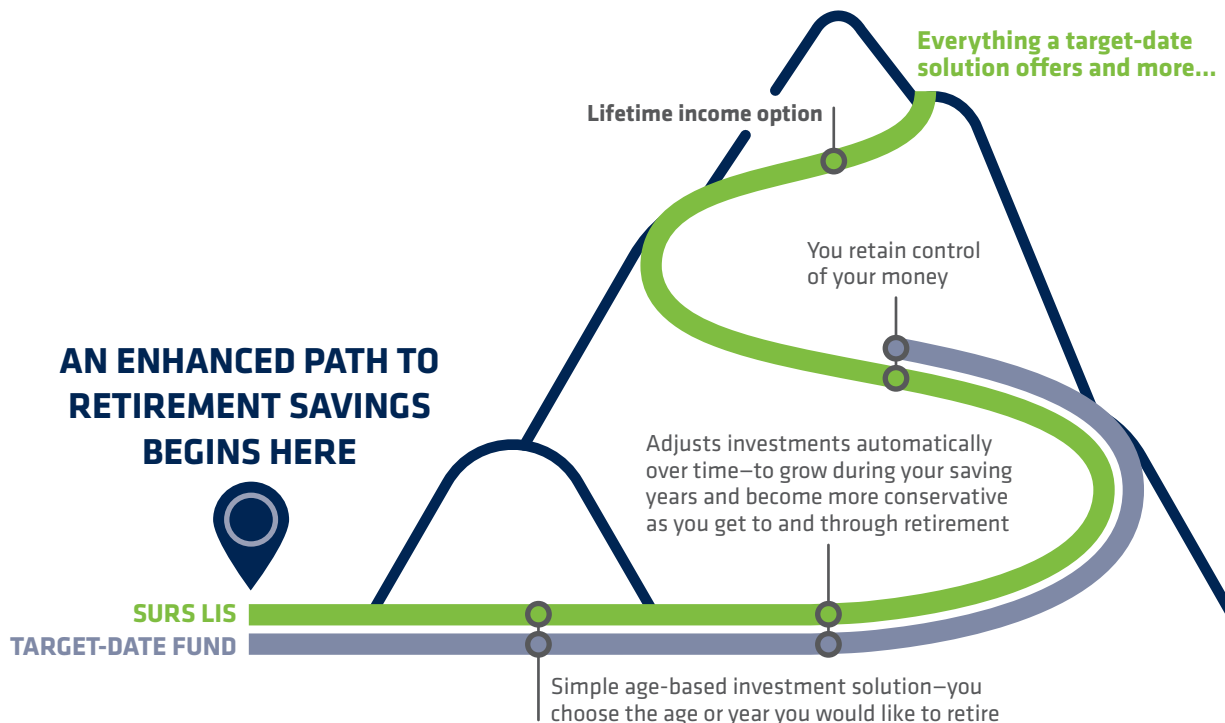 Everything a target-date
solution offers and more...
Lifetime income option
You retain control
of your money
AN ENHANCED PATH TO
RETIREMENT SAVINGS
BEGINS HERE
Adjusts investments automatically
over time—to grow during your saving
years and become more conservative
as you get to and through retirement
SURS LIS
TARGET-DATE FUND
Simple age-based investment solution—you
choose the age or year you would like to retire